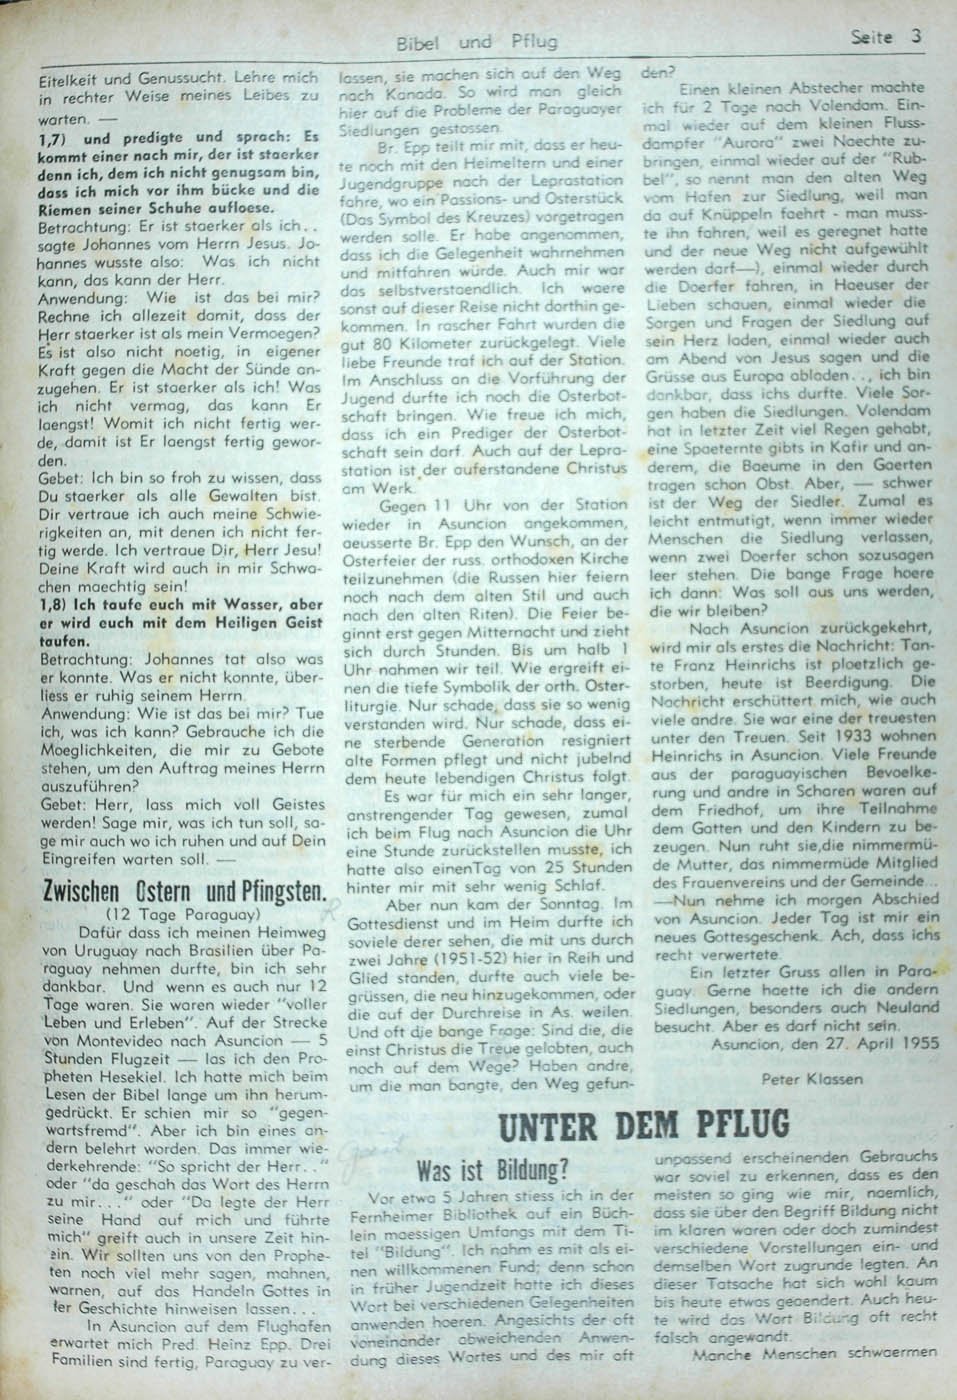 Bibel und Pflug
Seite 3
Eitelkeit und Genussucht. Lehre mich
in rechter Weise meines Leibes zu
warten. —
1,7) und predigte und sprach: Es
kommt einer nach mir, der ist staerker
denn ich, dem ich nicht genugsam bin,
dass ich mich vor ihm bücke und die
Riemen seiner Schuhe aufloese.
Betrachtung: Er ist staerker als ich..
sagte Johannes vom Herrn Jesus. Jo-
hannes wusste also: Was ich nicht
kann, das kann der Herr.
Anwendung: Wie ist das bei mir?
Rechne ich allezeit damit, dass der
Herr staerker ist als mein Vermoegen?
Es ist also nicht noetig, in eigener
Kraft gegen die Macht der Sünde an-
zugehen. Er ist staerker als ich! Was
ich nicht vermag, das kann Er
laengst! Womit ich nicht fertig wer-
de, damit ist Er laengst fertig gewor-
den.
Gebet: Ich bin so froh zu wissen, dass
Du staerker als alle Gewalten bist.
Dir vertraue ich auch meine Schwie-
rigkeiten an, mit denen ich nicht fer-
tig werde. Ich vertraue Dir, Herr Jesu!
Deine Kraft wird auch in mir Schwa-
chen maechtig sein!
1,8) Ich taufe euch mit Wasser, aber
er wird euch mit dem Heiligen Geist
taufen.
Betrachtung: Johannes tat also was
er konnte. Was er nicht konnte, über-
liess er ruhig seinem Herrn.
Anwendung: Wie ist das bei mir? Tue
ich, was ich kann? Gebrauche ich die
Moeglichkeiten, die mir zu Gebote
stehen, um den Auftrag meines Herrn
auszuführen?
Gebet: Herr, lass mich voll Geistes
werden! Sage mir, was ich tun soll, sa-
ge mir auch wo ich ruhen und auf Dein
Eingreifen warten soll. —
Zwischen Ostern und Pfingsten.
(12 Tage Paraguay)
Dafür dass ich meinen Heimweg
von Uruguay nach Brasilien über Pa-
raguay nehmen durfte, bin ich sehr
dankbar. Und wenn es auch nur 12
Tage waren. Sie waren wieder "voller
Leben und Erleben". Auf der Strecke
von Montevideo nach Asuncion — 5
Stunden Flugzeit — las ich den Pro-
pheten Hesekiel. Ich hatte mich beim
Lesen der Bibel lange um ihn herum-
gedrückt. Er schien mir so "gegen-
wartsfremd". Aber ich bin eines an-
dern belehrt worden. Das immer wie-
derkehrende: "So spricht der Herr.."
oder "da geschah das Wort des Herrn
zu mir..." oder "Da legte der Herr
seine Hand auf mich und führte
mich" greift auch in unsere Zeit hin-
ein. Wir sollten uns von den Prophe-
ten noch viel mehr sagen, mahnen,
warnen, auf das Handeln Gottes in
der Geschichte hinweisen lassen...
In Asuncion auf dem Flughafen
erwartet mich Pred. Heinz Epp. Drei
Familien sind fertig, Paraguay zu ver-
lassen, sie machen sich auf den Weg
nach Kanada. So wird man gleich
hier auf die Probleme der Paraguayer
Siedlungen gestossen.
Br. Epp teilt mir mit, dass er heu-
te noch mit den Heimeltern und einer
Jugendgruppe nach der Leprastation
fahre, wo ein Passions- und Osterstück
(Das Symbol des Kreuzes) vorgetragen
werden solle. Er habe angenommen,
dass ich die Gelegenheit wahrnehmen
und mitfahren würde. Auch mir war
das selbstverstaendlich. Ich waere
sonst auf dieser Reise nicht dorthin ge-
kommen. In rascher Fahrt wurden die
gut 80 Kilometer zurückgelegt. Viele
liebe Freunde traf ich auf der Station.
Im Anschluss an die Vorführung der
Jugend durfte ich noch die Osterbot-
schaft bringen. Wie freue ich mich,
dass ich ein Prediger der Osterbot-
schaft sein darf. Auch auf der Lepra-
station ist der auferstandene Christus
am Werk.
Gegen 11 Uhr von der Station
wieder in Asuncion angekommen,
aeusserte Br. Epp den Wunsch, an der
Osterfeier der russ. orthodoxen Kirche
teilzunehmen (die Russen hier feiern
noch nach dem alten Stil und auch
nach den alten Riten). Die Feier be-
ginnt erst gegen Mitternacht und zieht
sich durch Stunden. Bis um halb 1
Uhr nahmen wir teil. Wie ergreift ei-
nen die tiefe Symbolik der orth. Oster-
liturgie. Nur schade, dass sie so wenig
verstanden wird. Nur schade, dass ei-
ne sterbende Generation resigniert
alte Formen pflegt und nicht jubelnd
dem heute lebendigen Christus folgt.
Es war für mich ein sehr langer,
anstrengender Tag gewesen, zumal
ich beim Flug nach Asuncion die Uhr
eine Stunde zurückstellen musste, ich
hatte also einenTag von 25 Stunden
hinter mir mit sehr wenig Schlaf.
Aber nun kam der Sonntag. Im
Gottesdienst und im Heim durfte ich
soviele derer sehen, die mit uns durch
zwei Jahre (1951-52) hier in Reih und
Glied standen, durfte auch viele be-
grüssen, die neu hinzugekommen, oder
die auf der Durchreise in As. weilen.
Und oft die bange Frage: Sind die, die
einst Christus die Treue gelobten, auch
noch auf dem Wege? Haben andre,
um die man bangte, den Weg gefun-
den?
Einen kleinen Abstecher machte
ich für 2 Tage nach Volendam. Ein-
mal wieder auf dem kleinen Fluss-
dampfer "Aurora" zwei Naechte zu-
bringen, einmal wieder auf der "Rub-
bel", so nennt man den alten Weg
vom Hafen zur Siedlung, weil man
da auf Knüppeln faehrt - man muss-
te ihn fahren, weil es geregnet hatte
und der neue Weg nicht aufgewühlt
werden darf—), einmal wieder durch
die Doerfer fahren, in Haeuser der
Lieben schauen, einmal wieder die
Sorgen und Fragen der Siedlung auf
sein Herz laden, einmal wieder auch
am Abend von Jesus sagen und die
Grüsse aus Europa abladen.., ich bin
dankbar, dass ichs durfte. Viele Sor-
gen haben die Siedlungen. Volendam
hat in letzter Zeit viel Regen gehabt,
eine Spaeternte gibts in Kafir und an-
derem, die Baeume in den Gaerten
tragen schon Obst. Aber, — schwer
ist der Weg der Siedler. Zumal es
leicht entmutigt, wenn immer wieder
Menschen die Siedlung verlassen,
wenn zwei Doerfer schon sozusagen
leer stehen. Die bange Frage hoere
ich dann: Was soll aus uns werden,
die wir bleiben?
Nach Asuncion zurückgekehrt,
wird mir als erstes die Nachricht: Tan-
te Franz Heinrichs ist ploetzlich ge-
storben, heute ist Beerdigung. Die
Nachricht erschüttert mich, wie auch
viele andre. Sie war eine der treuesten
unter den Treuen. Seit 1933 wohnen
Heinrichs in Asuncion. Viele Freunde
aus der paraguayischen Bevoelke-
rung und andre in Scharen waren auf
dem Friedhof, um ihre Teilnahme
dem Gatten und den Kindern zu be-
zeugen. Nun ruht sie,die nimmermü-
de Mutter, das nimmermüde Mitglied
des Frauenvereins und der Gemeinde...
—Nun nehme ich morgen Abschied
von Asuncion. Jeder Tag ist mir ein
neues Gottesgeschenk. Ach, dass ichs
recht verwertete.
Ein letzter Gruss allen in Para-
guay. Gerne haette ich die andern
Siedlungen, besonders auch Neuland
besucht. Aber es darf nicht sein.
Asuncion, den 27. April 1955
Peter Klassen
UNTER DEM PFLUG
Was ist Bildung?
Vor etwa 5 Jahren stiess ich in der
Fernheimer Bibliothek auf ein Büch-
lein maessigen Umfangs mit dem Ti-
tel "Bildung". Ich nahm es mit als ei-
nen willkommenen Fund; denn schon
in früher Jugendzeit hatte ich dieses
Wort bei verschiedenen Gelegenheiten
anwenden hoeren. Angesichts der oft
voneinander abweichenden Anwen-
dung dieses Wortes und des mir oft
unpassend erscheinenden Gebrauchs
war soviel zu erkennen, dass es den
meisten so ging wie mir, naemlich,
dass sie über den Begriff Bildung nicht
im klaren waren oder doch zumindest
verschiedene Vorstellungen ein- und
demselben Wort zugrunde legten. An
dieser Tatsache hat sich wohl kaum
bis heute etwas geaendert. Auch heu-
te wird das Wort Bildung oft recht
falsch angewandt.
Manche Menschen schwaermen